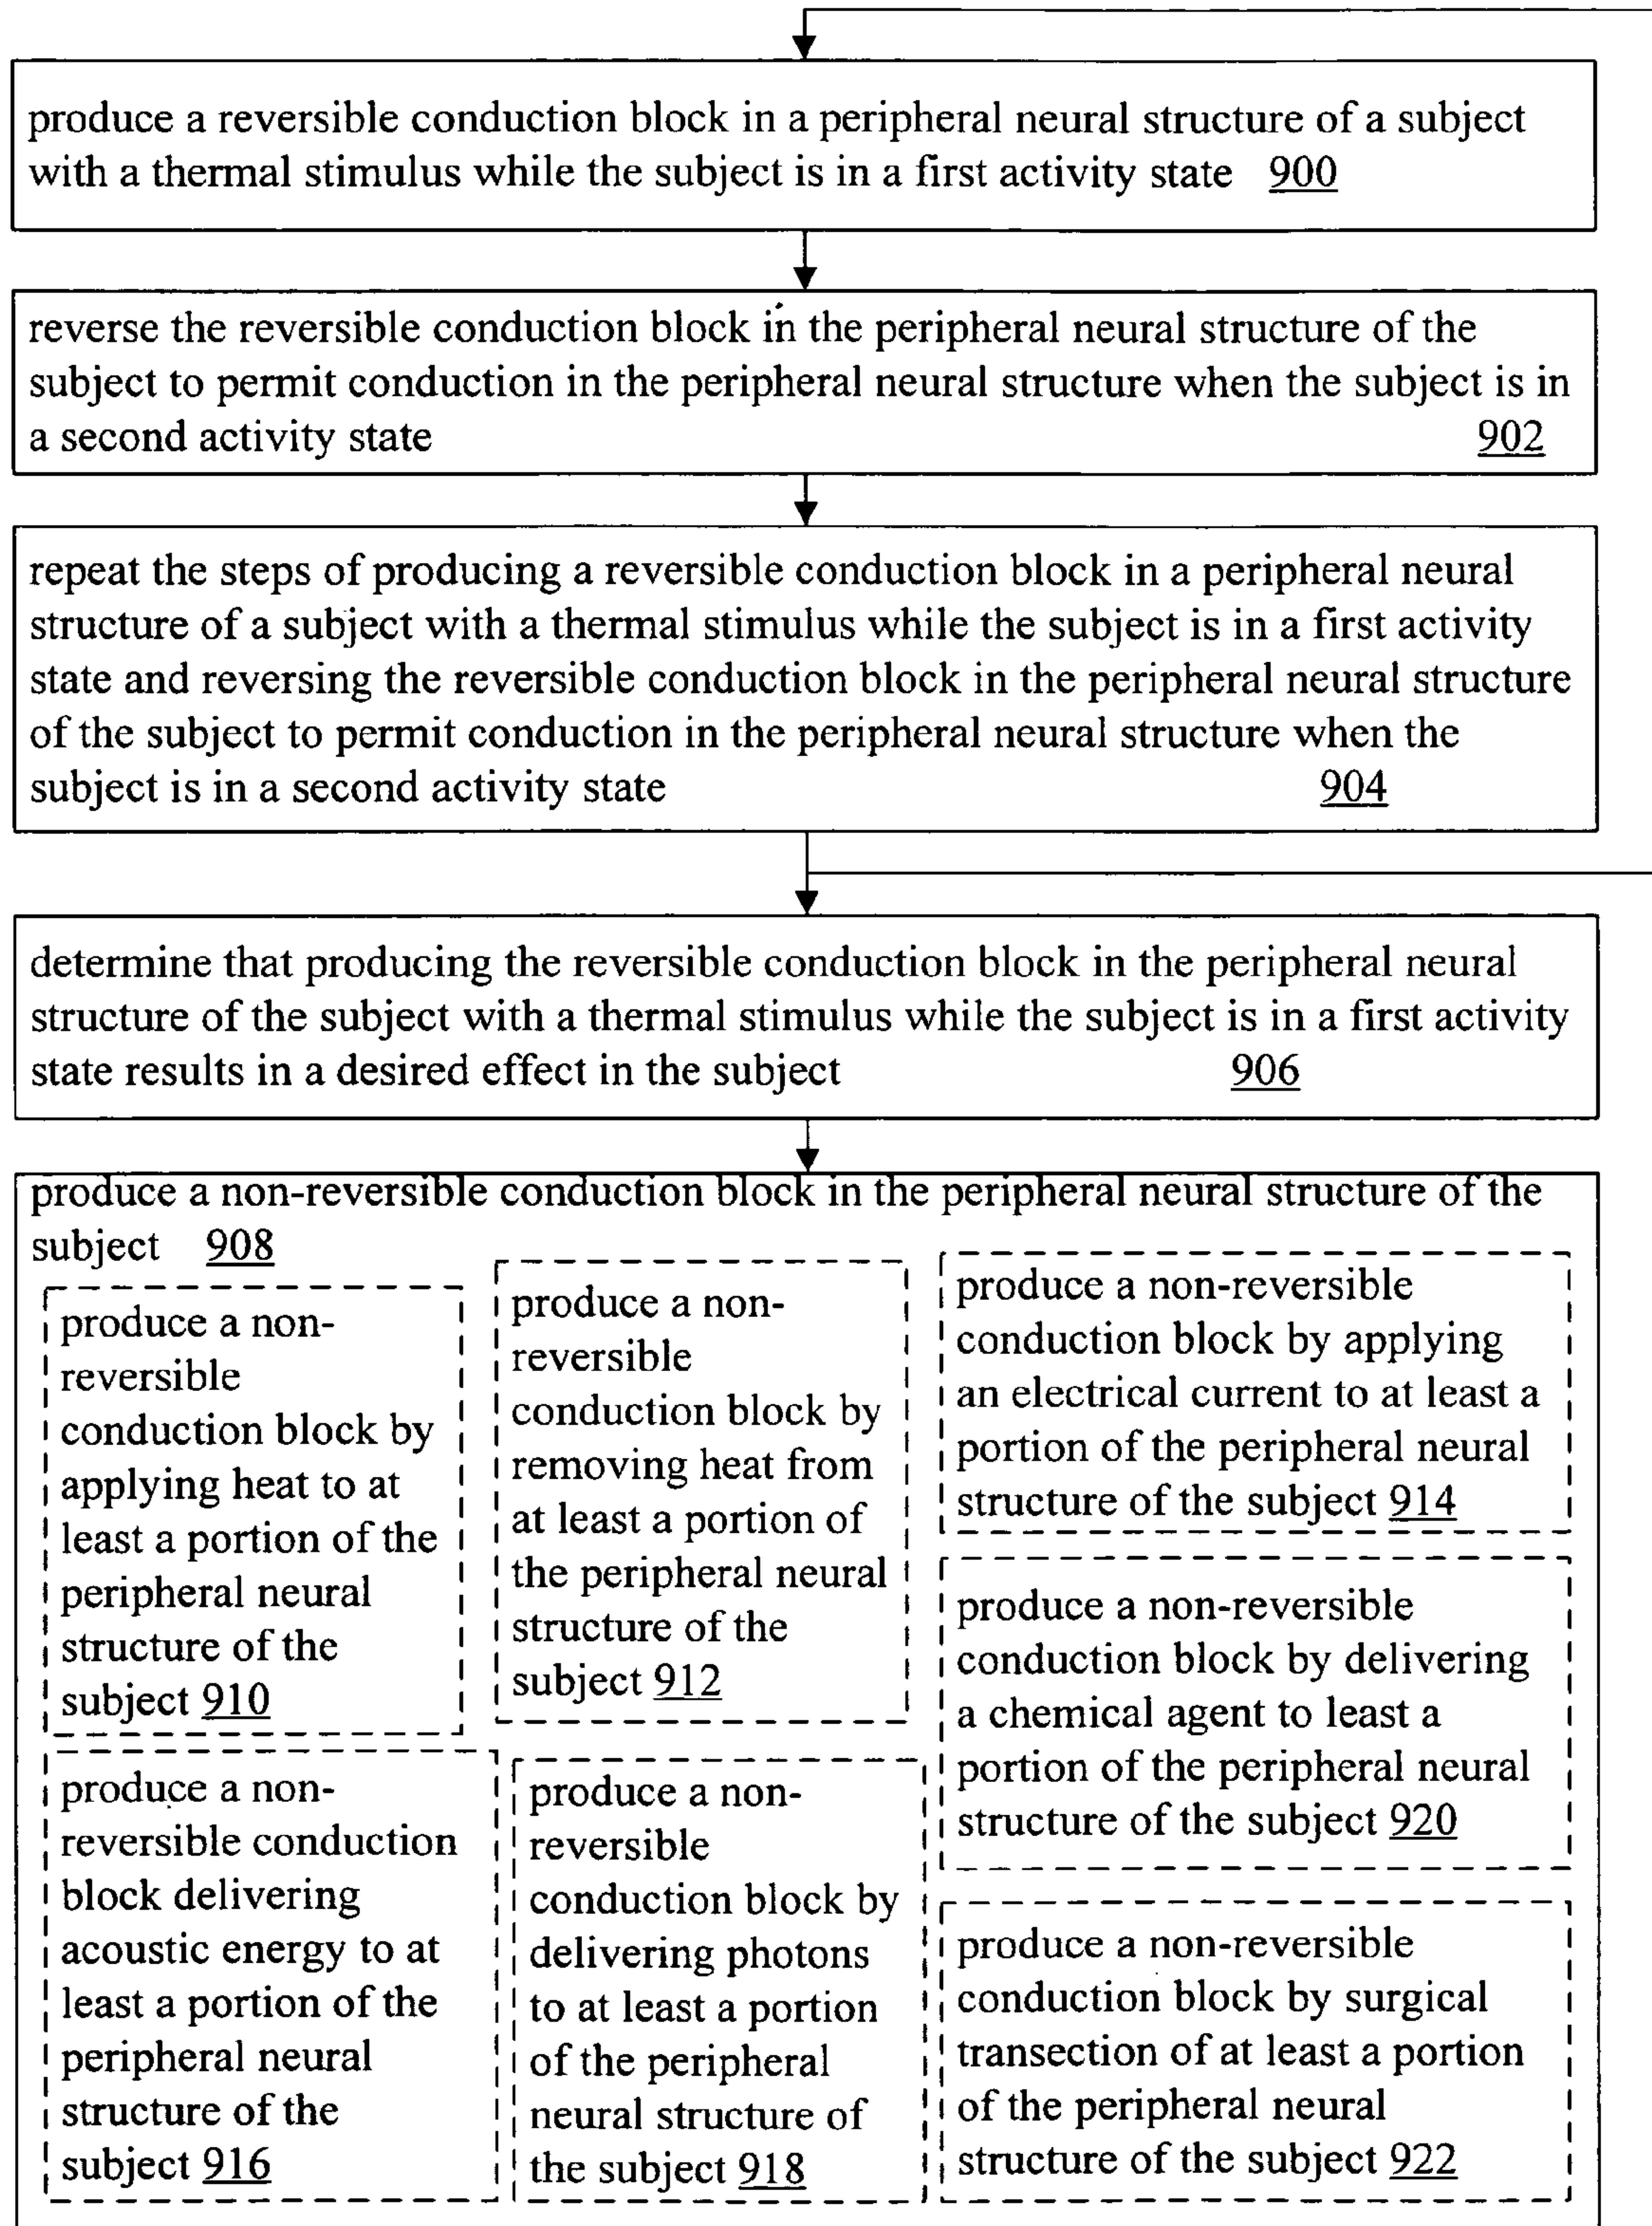 produce a reversible conduction block in a peripheral neural structure of a subject
with a thermal stimulus while the subject is in a first activity state 900
reverse the reversible conduction block in the peripheral neural structure of the
subject to permit conduction in the peripheral neural structure when the subject is in
a second activity state 902
repeat the steps of producing a reversible conduction block in a peripheral neural
structure of a subject with a thermal stimulus while the subject is in a first activity
state and reversing the reversible conduction block in the peripheral neural structure
of the subject to permit conduction in the peripheral neural structure when the
subject is in a second activity state 904
determine that producing the reversible conduction block in the peripheral neural
structure of the subject with a thermal stimulus while the subject is in a first activity
state results in a desired effect in the subject 906
produce a non-reversible conduction block in the peripheral neural structure of the
subject 908
produce a non-
reversible
conduction block by
applying heat to at
least a portion of the
peripheral neural
structure of the
subject 910
produce a non-
reversible
conduction block by
removing heat from
at least a portion of
the peripheral neural
structure of the
subject 912
produce a non-reversible
conduction block by applying
an electrical current to at least a
portion of the peripheral neural
structure of the subject 914
produce a non-
reversible conduction
block delivering
acoustic energy to at
least a portion of the
peripheral neural
structure of the
subject 916
produce a non-
reversible
conduction block by
delivering photons
to at least a portion
of the peripheral
neural structure of
the subject 918
produce a non-reversible
conduction block by delivering
a chemical agent to least a
portion of the peripheral neural
structure of the subject 920
produce a non-reversible
conduction block by surgical
transection of at least a portion
of the peripheral neural
structure of the subject 922